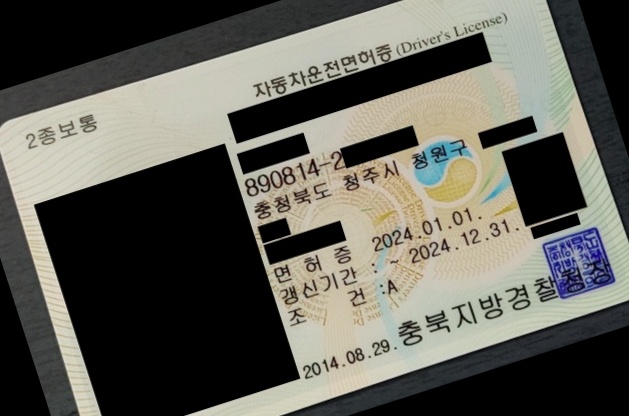 자동차운전면허증 (Driver's License)
2종보통
890814-2
충청북도 청주시 청원구
면 허 증 2024.01.01.
갱신기간 : ~ 2024.12.31.
조 건 :A
2014.08.29. 충북지방경찰청장